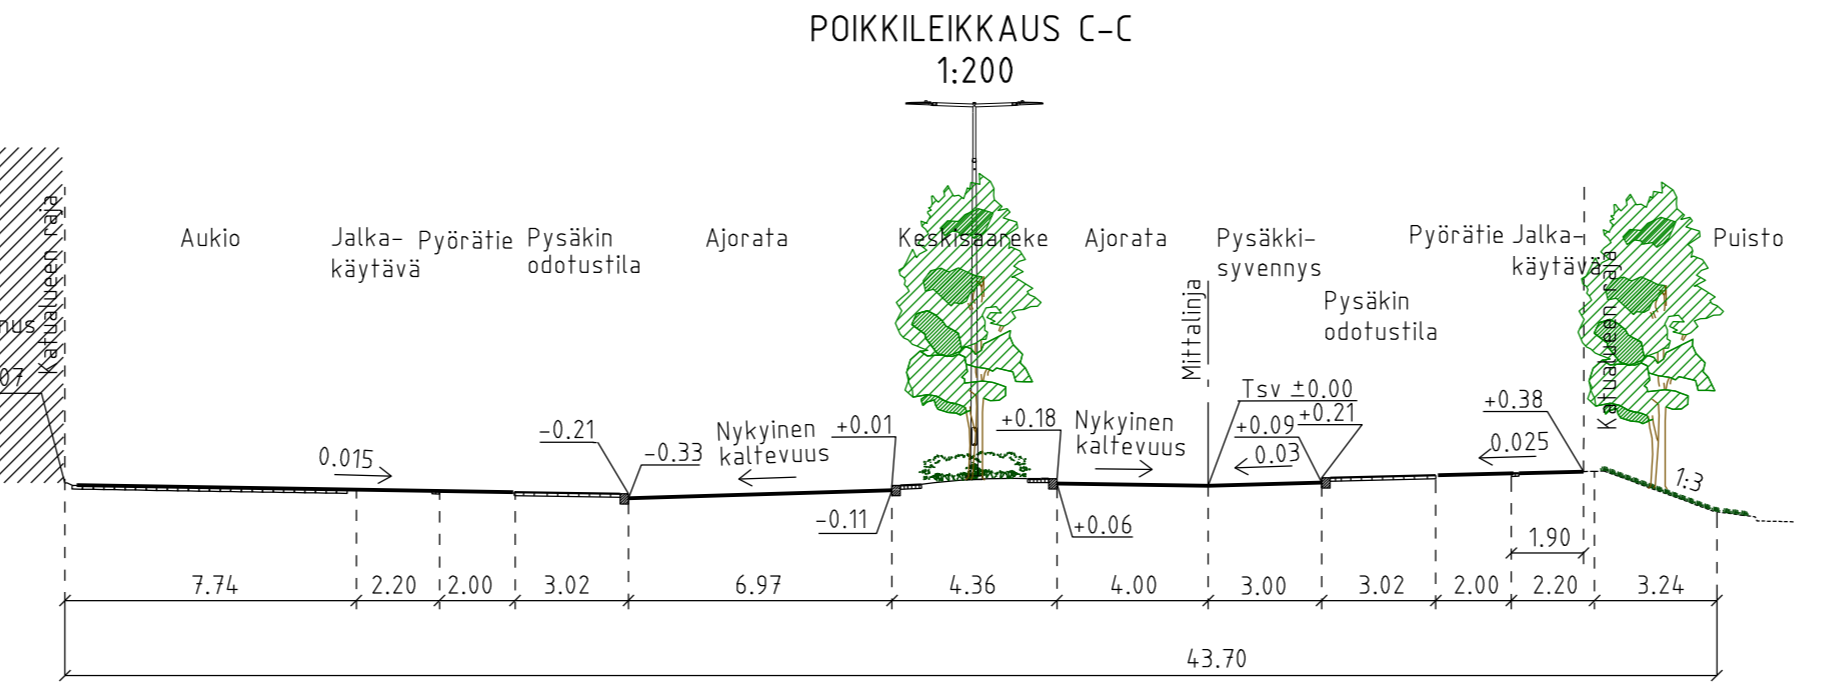 POIKKILEIKKAUS C-C
1:200
Katualueen raja
Aukio
Jalka-
käytävä
Pyörätie
Pysäkin
odotustila
Ajorata
Keskisaareke
Ajorata
Pysäkki-
syvennys
Pysäkin
odotustila
Pyörätie
Jalka-
käytävä
Katualueen raja
Puisto
Mittalinja
07
0.015
-0.21
-0.33
Nykyinen
kaltevuus
+0.01
-0.11
+0.18
+0.06
Nykyinen
kaltevuus
Tsv ±0.00
+0.09
+0.21
0.03
+0.38
0.025
1:3
1.90
7.74
2.20
2.00
3.02
6.97
4.36
4.00
3.00
3.02
2.00
2.20
3.24
43.70